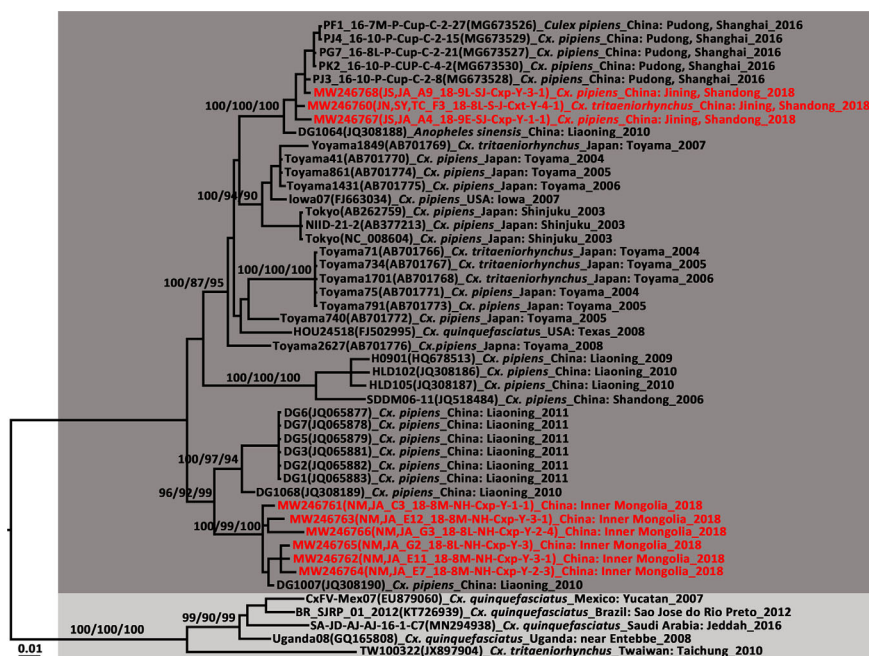 PF1_16-7M-P-Cup-C-2-27(MG673526)_Culex pipiens_China: Pudong, Shanghai_2016
PJ4_16-10-P-Cup-C-2-15(MG673529)_Cx. pipiens_China: Pudong, Shanghai_2016
PG7_16-8L-P-Cup-C-2-21(MG673527)_Cx. pipiens_China: Pudong, Shanghai_2016
PK2_16-10-P-CUP-C-4-2(MG673530)_Cx. pipiens_China: Pudong, Shanghai_2016
PJ3_16-10-P-Cup-C-2-8(MG673528)_Cx. pipiens_China: Pudong, Shanghai_2016
MW246768(JS,JA_A9_18-9L-SJ-Cxp-Y-3-1)_Cx. pipiens_China: Jining, Shandong_2018
100/100/100
MW246760(JN,SY,TC_F3_18-8L-S-J-Cxt-Y-4-1)_Cx. tritaeniorhynchus_China: Jining, Shandong_2018
MW246767(JS,JA_A4_18-9E-SJ-Cxp-Y-1-1)_Cx. pipiens_China: Jining, Shandong_2018
DG1064(JQ308188)_Anopheles sinensis_China: Liaoning_2010
Yoyama1849(AB701769)_Cx. tritaeniorhynchus_Japan: Toyama_2007
Toyama41(AB701770)_Cx. pipiens_Japan: Toyama_2004
Toyama861(AB701774)_Cx. pipiens_Japan: Toyama_2005
Toyama1431(AB701775)_Cx. pipiens_Japan: Toyama_2006
100/94/90
Iowa07(FJ663034)_Cx. pipiens_USA: Iowa_2007
Tokyo(AB262759)_Cx. pipiens_Japan: Shinjuku_2003
NIID-21-2(AB377213)_Cx. pipiens_Japan: Shinjuku_2003
Tokyo(NC_008604)_Cx. pipiens_Japan: Shinjuku_2003
Toyama71(AB701766)_Cx. tritaeniorhynchus_Japan: Toyama_2004
Toyama734(AB701767)_Cx. tritaeniorhynchus_Japan: Toyama_2005
100/100/100
Toyama1701(AB701768)_Cx. tritaeniorhynchus_Japan: Toyama_2006
100/87/95
Toyama75(AB701771)_Cx. pipiens_Japan: Toyama_2004
Toyama791(AB701773)_Cx. pipiens_Japan: Toyama_2005
Toyama740(AB701772)_Cx. pipiens_Japan: Toyama_2005
HOU24518(FJ502995)_Cx. quinquefasciatus_USA: Texas_2008
Toyama2627(AB701776)_Cx.pipiens_Japna: Toyama_2008
H0901(HQ678513)_Cx. pipiens_China: Liaoning_2009
HLD102(JQ308186)_Cx. pipiens_China: Liaoning_2010
100/100/100
HLD105(JQ308187)_Cx. pipiens_China: Liaoning_2010
SDDM06-11(JQ518484)_Cx. pipiens_China: Shandong_2006
DG6(JQ065877)_Cx. pipiens_China: Liaoning_2011
DG7(JQ065878)_Cx. pipiens_China: Liaoning_2011
DG5(JQ065879)_Cx. pipiens_China: Liaoning_2011
DG3(JQ065881)_Cx. pipiens_China: Liaoning_2011
100/97/94
DG2(JQ065882)_Cx. pipiens_China: Liaoning_2011
DG1(JQ065883)_Cx. pipiens_China: Liaoning_2011
96/92/99
DG1068(JQ308189)_Cx. pipiens_China: Liaoning_2010
MW246761(NM,JA_C3_18-8M-NH-Cxp-Y-1-1)_China: Inner Mongolia_2018
MW246763(NM,JA_E12_18-8M-NH-Cxp-Y-3-1)_China: Inner Mongolia_2018
100/99/100
MW246766(NM,JA_G3_18-8L-NH-Cxp-Y-2-4)_China: Inner Mongolia_2018
MW246765(NM,JA_G2_18-8L-NH-Cxp-Y-3)_China: Inner Mongolia_2018
MW246762(NM,JA_E11_18-8M-NH-Cxp-Y-3-1)_China: Inner Mongolia_2018
MW246764(NM,JA_E7_18-8M-NH-Cxp-Y-2-3)_China: Inner Mongolia_2018
DG1007(JQ308190)_Cx. pipiens_China: Liaoning_2010
CxFV-Mex07(EU879060)_Cx. quinquefasciatus_Mexico: Yucatan_2007
99/90/99
BR_SJRP_01_2012(KT726939)_Cx. quinquefasciatus_Brazil: Sao Jose do Rio Preto_2012
SA-D-AJ-AJ-16-1-C7(MN294938)_Cx. quinquefasciatus_Saudi Arabia: Jeddah_2016
100/100/100
Uganda08(GQ165808)_Cx. quinquefasciatus_Uganda: near Entebbe_2008
TW100322(JX897904)_Cx. tritaeniorhynchus_Twaiwan: Taichung_2010
0.01